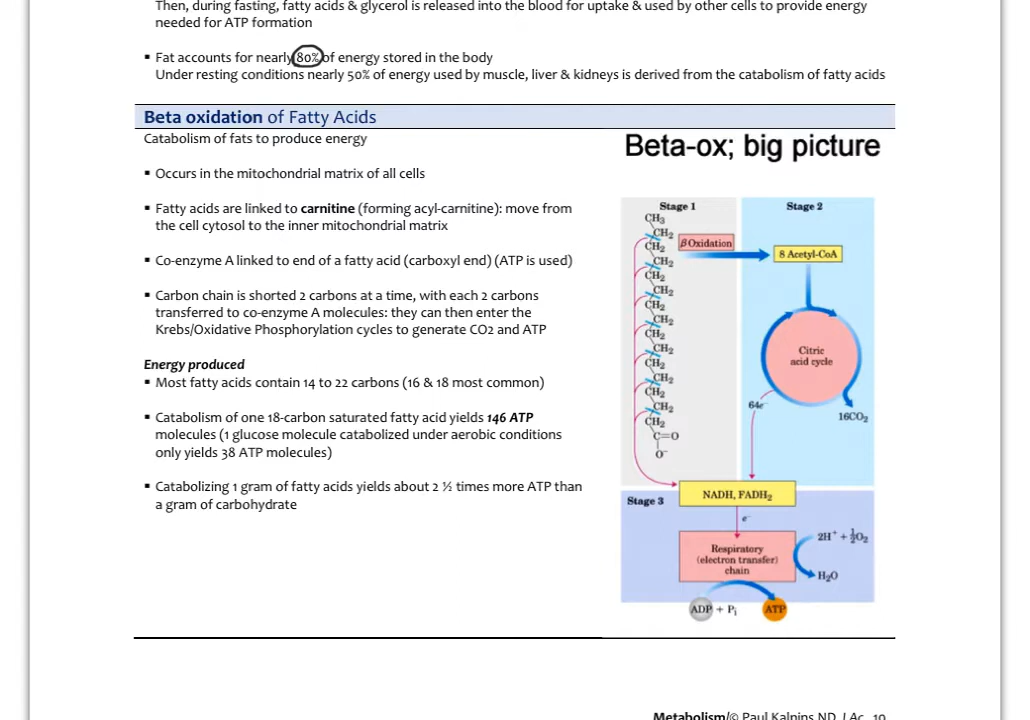 Then, during fasting, fatty acids & glycerol is released into the blood for uptake & used by other cells to provide energy
needed for ATP formation
▪ Fat accounts for nearly 80% of energy stored in the body
Under resting conditions nearly 50% of energy used by muscle, liver & kidneys is derived from the catabolism of fatty acids
Beta oxidation of Fatty Acids
Catabolism of fats to produce energy
▪ Occurs in the mitochondrial matrix of all cells
▪ Fatty acids are linked to carnitine (forming acyl-carnitine): move from
the cell cytosol to the inner mitochondrial matrix
▪ Co-enzyme A linked to end of a fatty acid (carboxyl end) (ATP is used)
▪ Carbon chain is shorted 2 carbons at a time, with each 2 carbons
transferred to co-enzyme A molecules: they can then enter the
Krebs/Oxidative Phosphorylation cycles to generate CO2 and ATP
Energy produced
▪ Most fatty acids contain 14 to 22 carbons (16 & 18 most common)
▪ Catabolism of one 18-carbon saturated fatty acid yields 146 ATP
molecules (1 glucose molecule catabolized under aerobic conditions
only yields 38 ATP molecules)
▪ Catabolizing 1 gram of fatty acids yields about 2 ½ times more ATP than
a gram of carbohydrate
Beta-ox; big picture
Stage 1
CH₃
CH₂
CH₂
CH₂
CH₂
CH₂
CH₂
CH₂
CH₂
CH₂
CH₂
CH₂
CH₂
CH₂
CH₂
C=O
O⁻
β Oxidation
Stage 2
8 Acetyl-CoA
Citric
acid cycle
64e⁻
16CO₂
Stage 3
NADH, FADH₂
e⁻
Respiratory
(electron transfer)
chain
2H⁺ + ½O₂
H₂O
ADP + Pᵢ
ATP
Metabolism/© Paul Kalnins ND, LAc 19